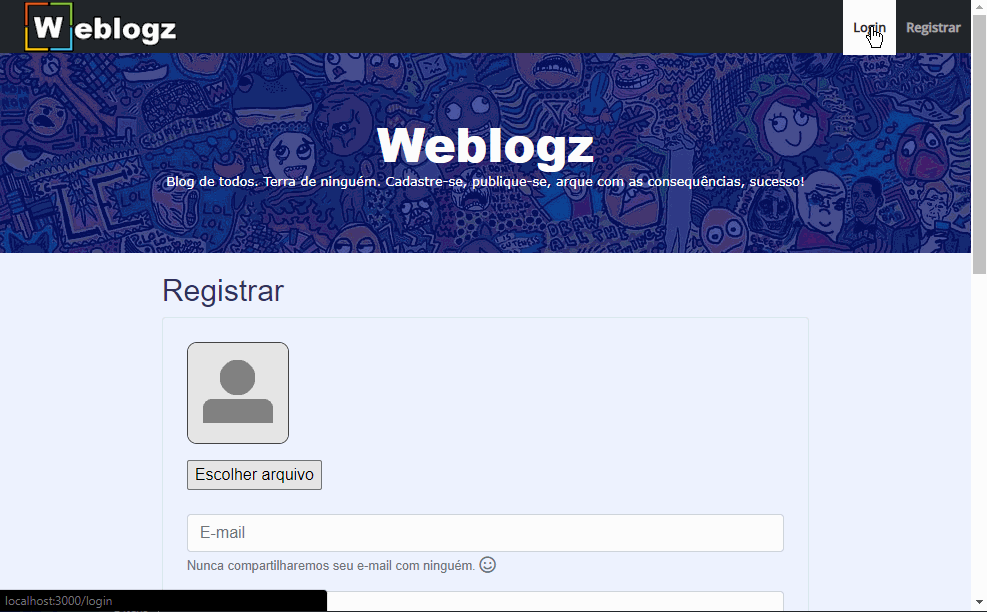 Weblogz
Login
Registrar
Weblogz
Blog de todos. Terra de ninguém. Cadastre-se, publique-se, arque com as consequências, sucesso!
LOL
Registrar
Escolher arquivo
E-mail
Nunca compartilharemos seu e-mail com ninguém.
localhost:3000/login